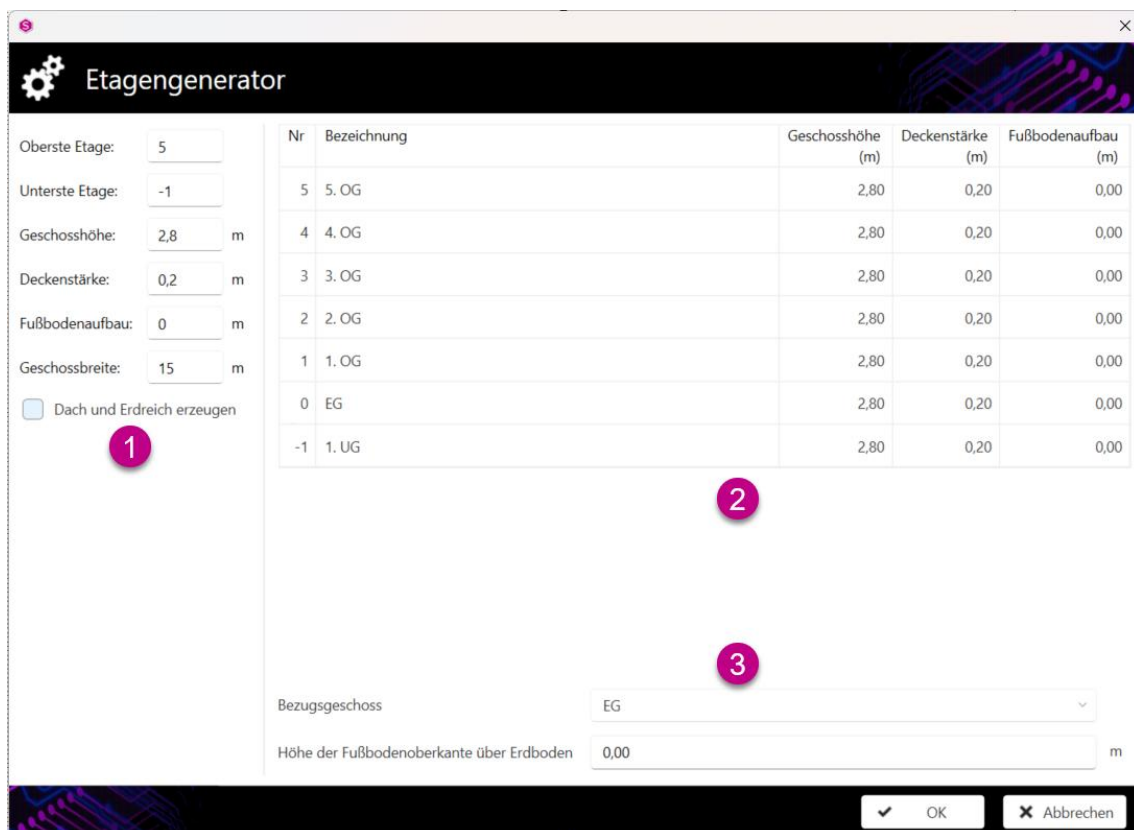 S
Etagengenerator
Oberste Etage: 5
Unterste Etage: -1
Geschosshöhe: 2,8 m
Deckenstärke: 0,2 m
Fußbodenaufbau: 0 m
Geschossbreite: 15 m
Dach und Erdreich erzeugen
1
Nr Bezeichnung Geschosshöhe (m) Deckenstärke (m) Fußbodenaufbau (m)
5 5. OG 2,80 0,20 0,00
4 4. OG 2,80 0,20 0,00
3 3. OG 2,80 0,20 0,00
2 2. OG 2,80 0,20 0,00
1 1. OG 2,80 0,20 0,00
0 EG 2,80 0,20 0,00
-1 1. UG 2,80 0,20 0,00
2
3
Bezugsgeschoss EG
Höhe der Fußbodenoberkante über Erdboden 0,00 m
OK Abbrechen